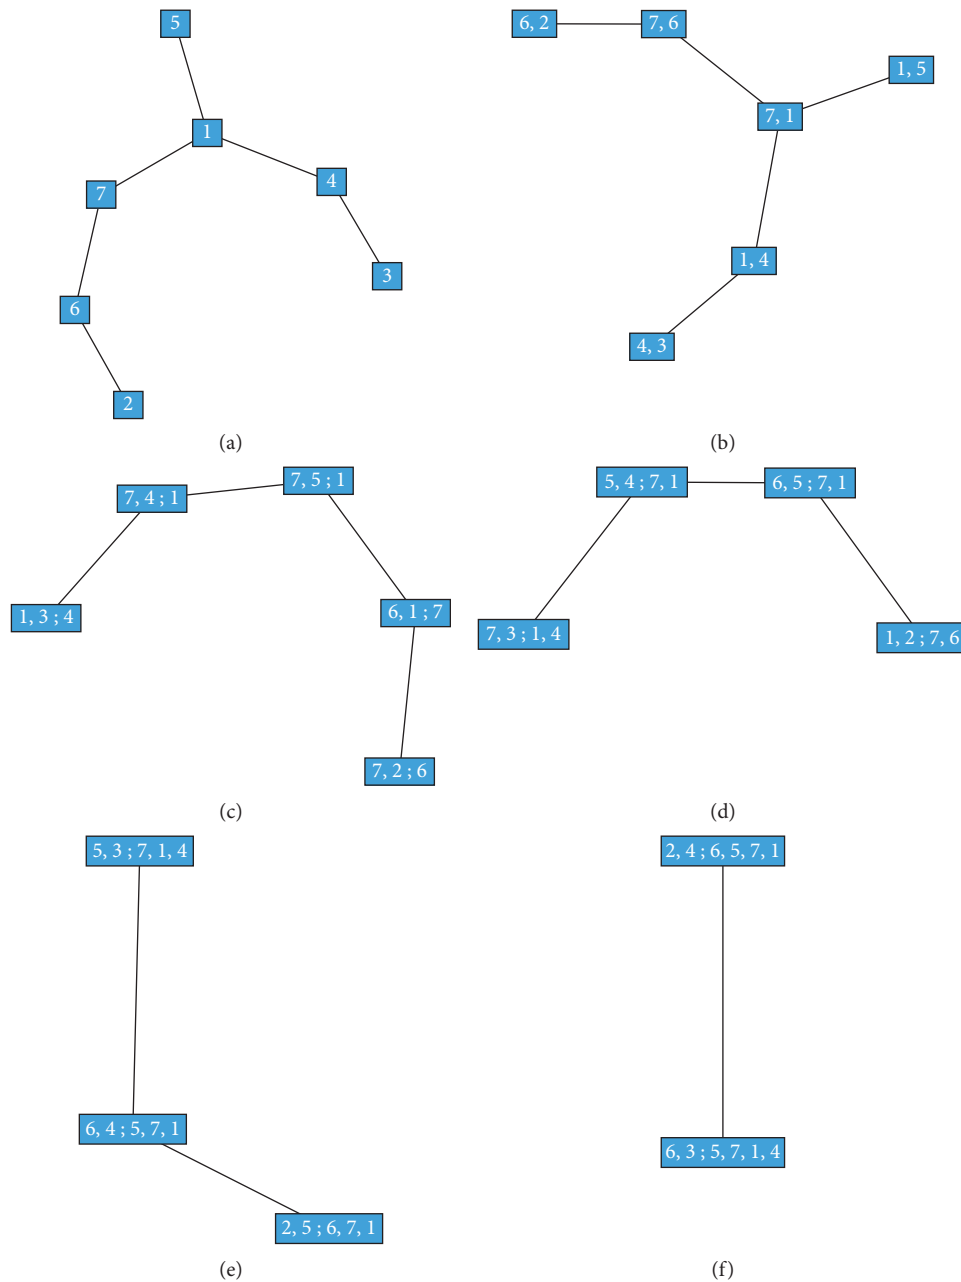 5
1
7
4
3
6
2
(a)
6, 2
7, 6
1, 5
7, 1
1, 4
4, 3
(b)
7, 4 ; 1
7, 5 ; 1
1, 3 ; 4
6, 1 ; 7
7, 2 ; 6
(c)
5, 4 ; 7, 1
6, 5 ; 7, 1
7, 3 ; 1, 4
1, 2 ; 7, 6
(d)
5, 3 ; 7, 1, 4
6, 4 ; 5, 7, 1
2, 5 ; 6, 7, 1
(e)
2, 4 ; 6, 5, 7, 1
6, 3 ; 5, 7, 1, 4
(f)